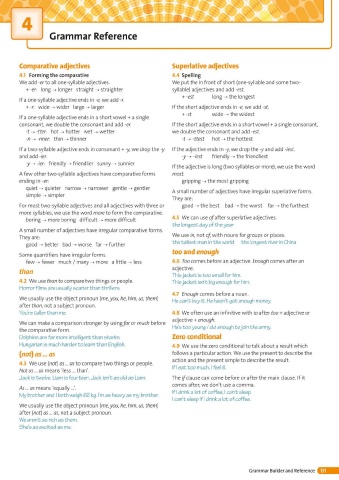 4
Grammar Reference
Comparative adjectives
4.1 Forming the comparative
We add -er to all one-syllable adjectives.
+ -er long → longer straight → straighter
If a one-syllable adjective ends in -e, we add -r.
+ -r wide → wider large → larger
If a one-syllable adjective ends in a short vowel + a single
consonant, we double the consonant and add -er.
-t → -tter hot → hotter wet → wetter
-n → -nner thin → thinner
If a two-syllable adjective ends in consonant + -y, we drop the -y
and add -ier.
-y → -ier friendly → friendlier sunny → sunnier
A few other two-syllable adjectives have comparative forms
ending in -er:
quiet → quieter narrow → narrower gentle → gentler
simple → simpler
For most two-syllable adjectives and all adjectives with three or
more syllables, we use the word more to form the comparative.
boring → more boring difficult → more difficult
A small number of adjectives have irregular comparative forms.
They are:
good → better bad → worse far → further
Some quantifiers have irregular forms.
few → fewer much / many → more a little → less
than
4.2 We use than to compare two things or people.
Horror films are usually scarier than thrillers.
We usually use the object pronoun (me, you, he, him, us, them)
after than, not a subject pronoun.
You're taller than me.
We can make a comparison stronger by using far or much before
the comparative form.
Dolphins are far more intelligent than sharks.
Hungarian is much harder to learn than English.
(not) as ... as
4.3 We use (not) as ... as to compare two things or people.
Not as ... as means 'less ... than'.
Jack is twelve. Liam is fourteen. Jack isn't as old as Liam.
As ... as means 'equally ...'.
My brother and I both weigh 82 kg. I'm as heavy as my brother.
We usually use the object pronoun (me, you, he, him, us, them)
after (not) as ... as, not a subject pronoun.
We aren't as rich as them.
She's as excited as me.
Superlative adjectives
4.4 Spelling
We put the in front of short (one-syllable and some two-
syllable) adjectives and add -est.
+ -est long → the longest
If the short adjective ends in -e, we add -st.
+ -st wide → the widest
If the short adjective ends in a short vowel + a single consonant,
we double the consonant and add -est.
-t → -ttest hot → the hottest
If the adjective ends in -y, we drop the -y and add -iest.
-y → -iest friendly → the friendliest
If the adjective is long (two syllables or more), we use the word
most.
gripping → the most gripping
A small number of adjectives have irregular superlative forms.
They are:
good → the best bad → the worst far → the furthest
4.5 We can use of after superlative adjectives.
the longest day of the year
We use in, not of, with nouns for groups or places.
the tallest man in the world the longest river in China
too and enough
4.6 Too comes before an adjective. Enough comes after an
adjective.
This jacket is too small for him.
This jacket isn't big enough for him.
4.7 Enough comes before a noun.
He can't buy it. He hasn't got enough money.
4.8 We often use an infinitive with to after too + adjective or
adjective + enough.
He's too young / old enough to join the army.
Zero conditional
4.9 We use the zero conditional to talk about a result which
follows a particular action. We use the present to describe the
action and the present simple to describe the result.
If I eat too much, I feel ill.
The if clause can come before or after the main clause. If it
comes after, we don't use a comma.
If I drink a lot of coffee, I can't sleep.
I can't sleep if I drink a lot of coffee.
Grammar Builder and Reference